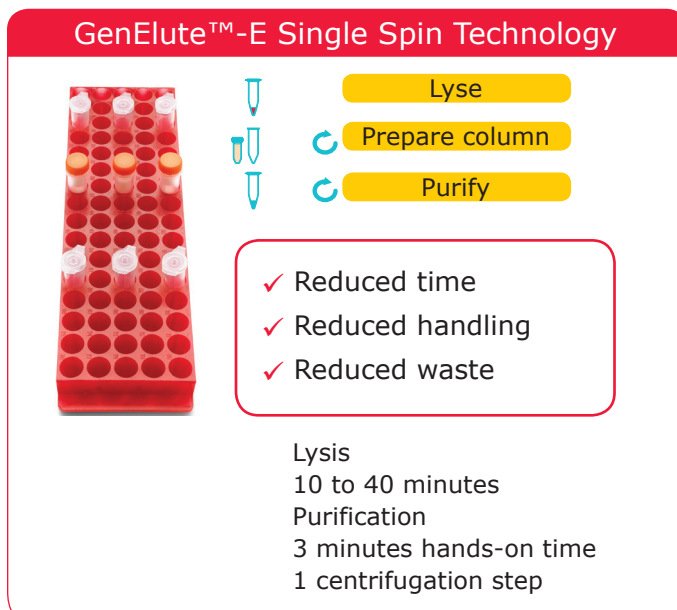 GenElute™-E Single Spin Technology
Lyse
Prepare column
Purify
✓ Reduced time
✓ Reduced handling
✓ Reduced waste
Lysis
10 to 40 minutes
Purification
3 minutes hands-on time
1 centrifugation step